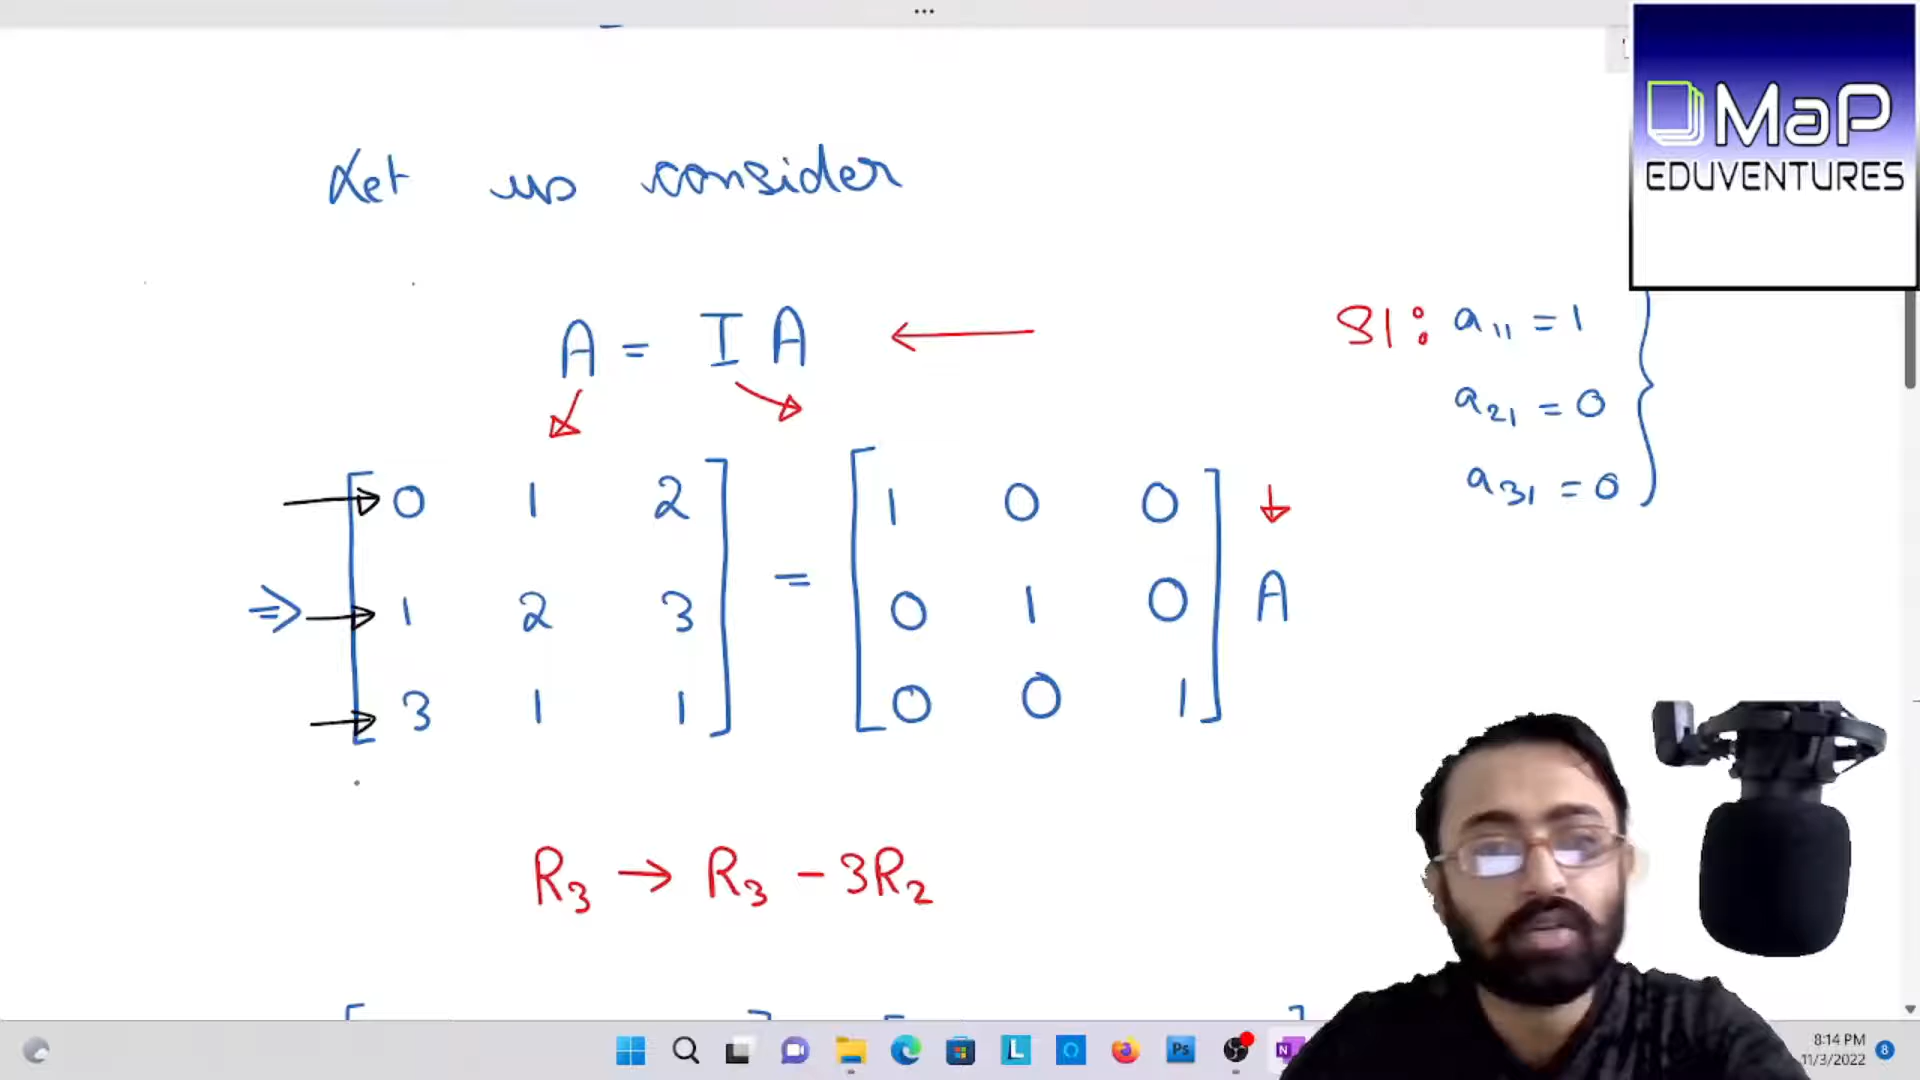 ...
MaP
EDUVENTURES
Let us consider
A = I A ←
S1: a11 = 1
a21 = 0
a31 = 0
0 1 2 1 0 0
⇒ 1 2 3 = 0 1 0 A
3 1 1 0 0 1
R3 → R3 - 3R2
L
Ps
N
8:14 PM
11/3/2022
8